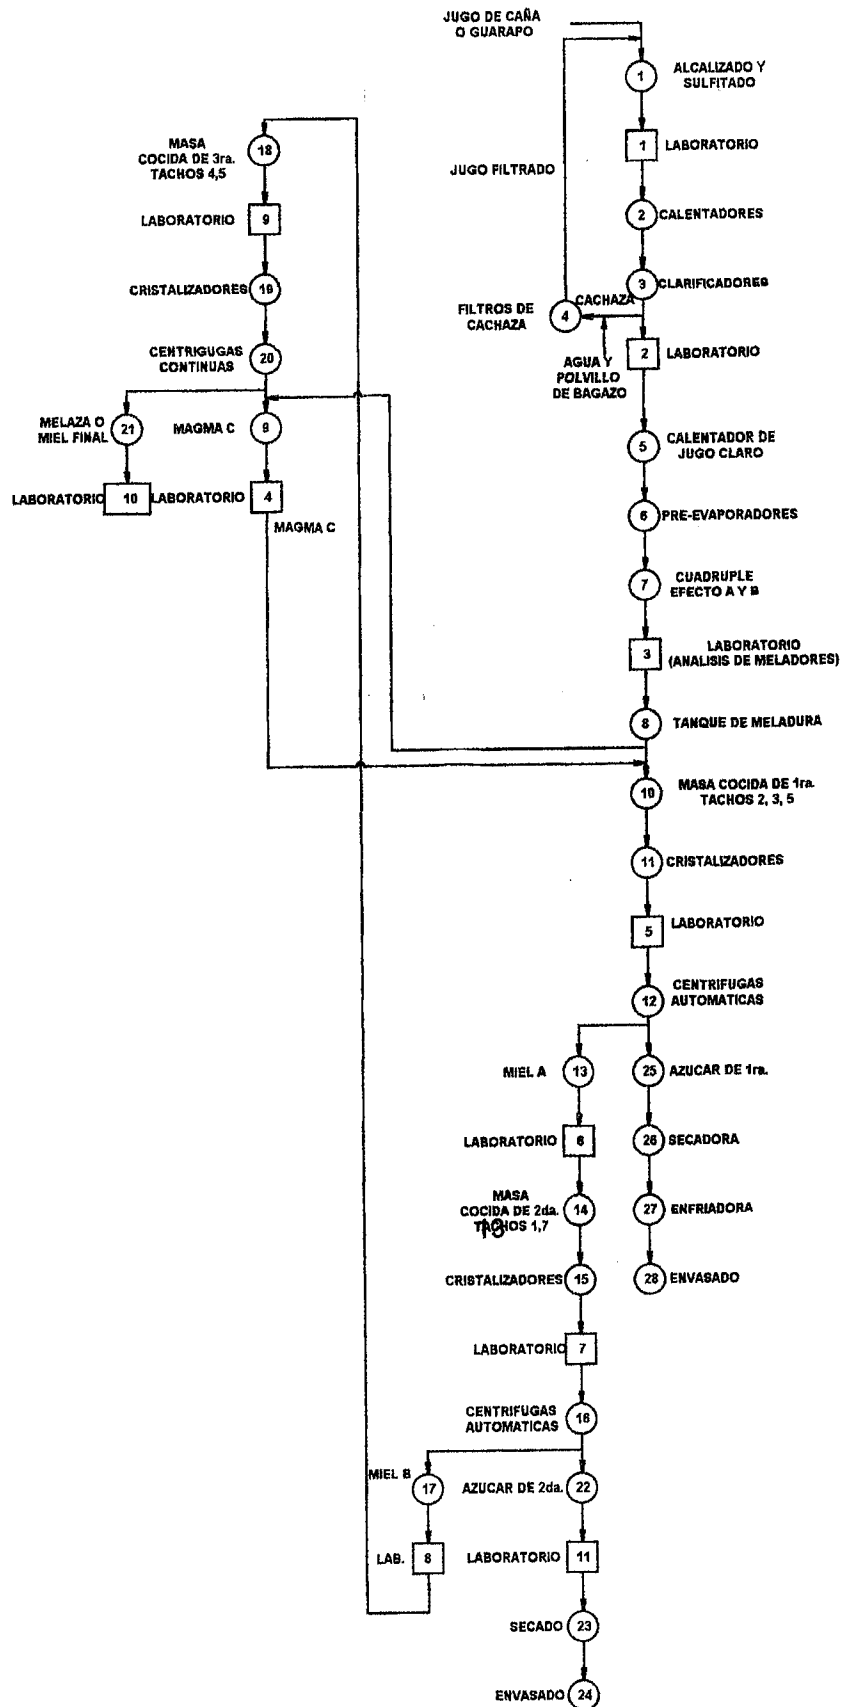 JUGO DE CAÑA
O GUARAPO
1
ALCALIZADO Y
SULFITADO
1
LABORATORIO
JUGO FILTRADO
2
CALENTADORES
3
CLARIFICADORES
CACHAZA
FILTROS DE
CACHAZA
4
AGUA Y
POLVILLO
DE BAGAZO
2
LABORATORIO
5
CALENTADOR DE
JUGO CLARO
6
PRE-EVAPORADORES
7
CUADRUPLE
EFECTO A Y B
3
LABORATORIO
(ANALISIS DE MELADORES)
8
TANQUE DE MELADURA
MASA
COCIDA DE 3ra.
TACHOS 4,5
18
LABORATORIO
9
CRISTALIZADORES
19
CENTRIGUGAS
CONTINUAS
20
MELAZA O
MIEL FINAL
21
MAGMA C
9
LABORATORIO
10
LABORATORIO
4
MAGMA C
10
MASA COCIDA DE 1ra.
TACHOS 2, 3, 5
11
CRISTALIZADORES
5
LABORATORIO
12
CENTRIFUGAS
AUTOMATICAS
MIEL A
13
25
AZUCAR DE 1ra.
LABORATORIO
6
26
SECADORA
MASA
COCIDA DE 2da.
TACHOS 1,7
13
14
27
ENFRIADORA
CRISTALIZADORES
15
28
ENVASADO
LABORATORIO
7
CENTRIFUGAS
AUTOMATICAS
16
MIEL B
17
AZUCAR DE 2da.
22
LAB.
8
LABORATORIO
11
SECADO
23
ENVASADO
24